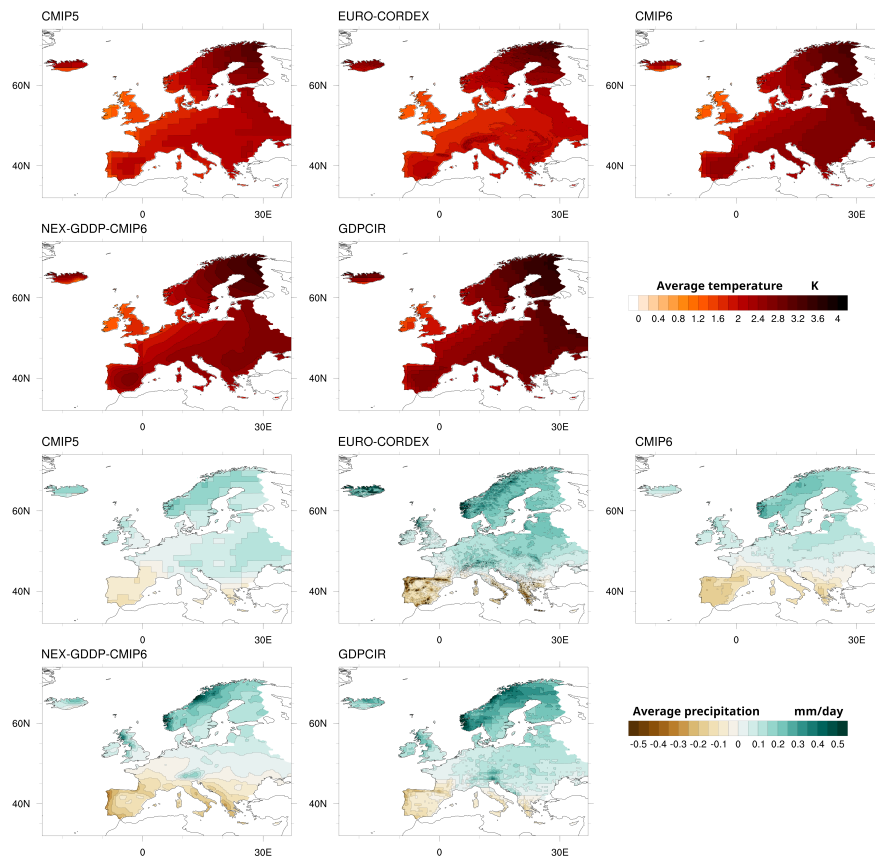 CMIP5 EURO-CORDEX CMIP6
60N 60N 60N
40N 40N 40N
0 30E 0 30E 0 30E
NEX-GDDP-CMIP6 GDPCIR
60N 60N
Average temperature K
0 0.4 0.8 1.2 1.6 2 2.4 2.8 3.2 3.6 4
40N 40N
0 30E 0 30E
CMIP5 EURO-CORDEX CMIP6
60N 60N 60N
40N 40N 40N
0 30E 0 30E 0 30E
NEX-GDDP-CMIP6 GDPCIR
60N 60N
Average precipitation mm/day
-0.5 -0.4 -0.3 -0.2 -0.1 0 0.1 0.2 0.3 0.4 0.5
40N 40N
0 30E 0 30E